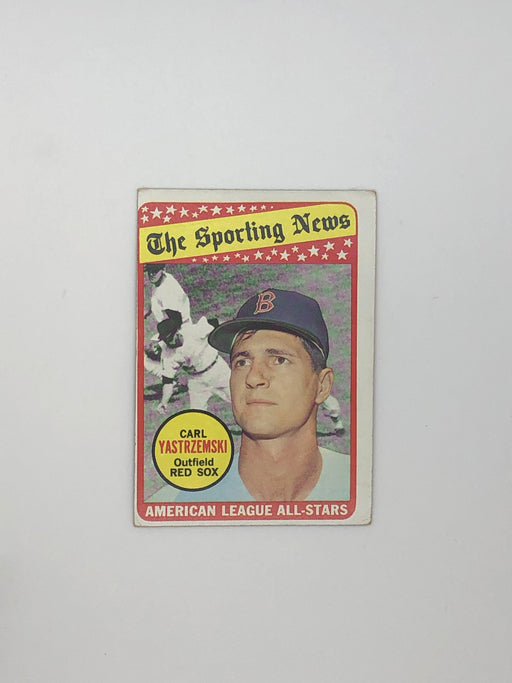 The Sporting News
B
CARL
YASTRZEMSKI
Outfield
RED SOX
AMERICAN LEAGUE ALL-STARS